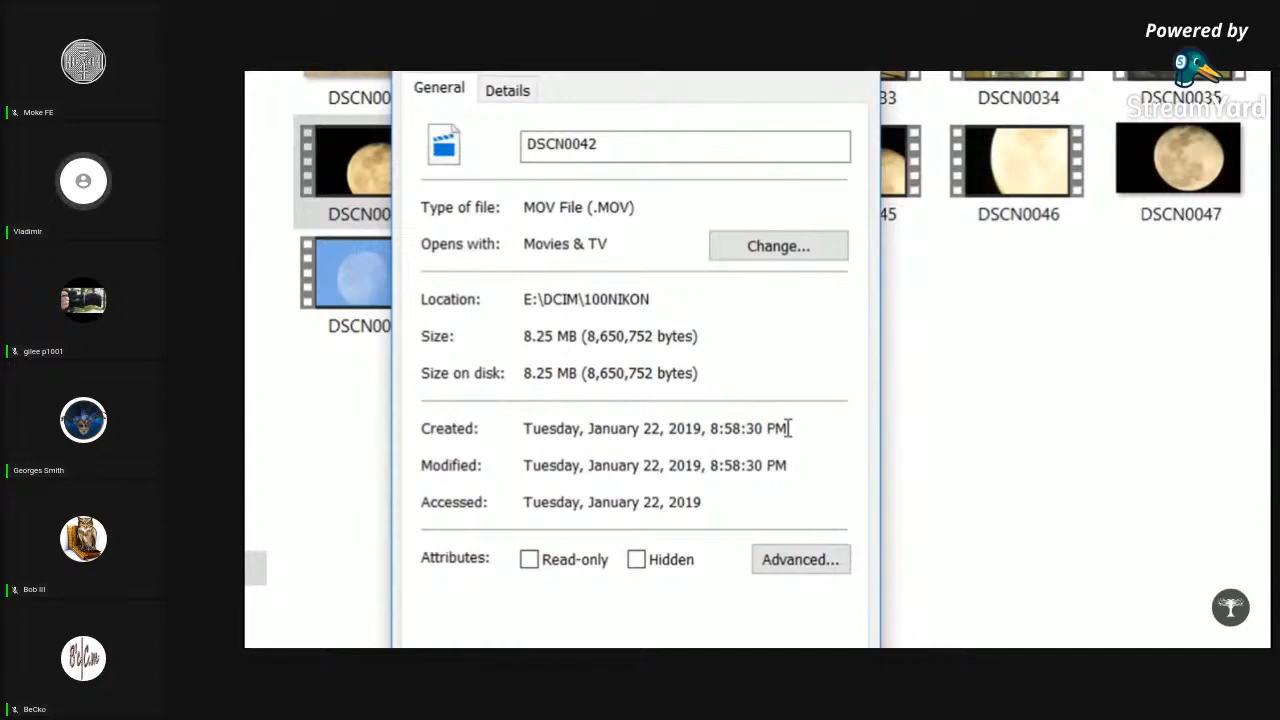 Powered by
StreamYard
Moke FE
Vladimir
gilee p1001
Georges Smith
Bob III
BeCko
General
Details
DSCN0042
Type of file: MOV File (.MOV)
Opens with: Movies & TV
Change...
Location: E:\DCIM\100NIKON
Size: 8.25 MB (8,650,752 bytes)
Size on disk: 8.25 MB (8,650,752 bytes)
Created: Tuesday, January 22, 2019, 8:58:30 PM
Modified: Tuesday, January 22, 2019, 8:58:30 PM
Accessed: Tuesday, January 22, 2019
Attributes: Read-only Hidden Advanced...
DSCN00
33
DSCN0034
DSCN0035
DSCN00
45
DSCN0046
DSCN0047
DSCN00